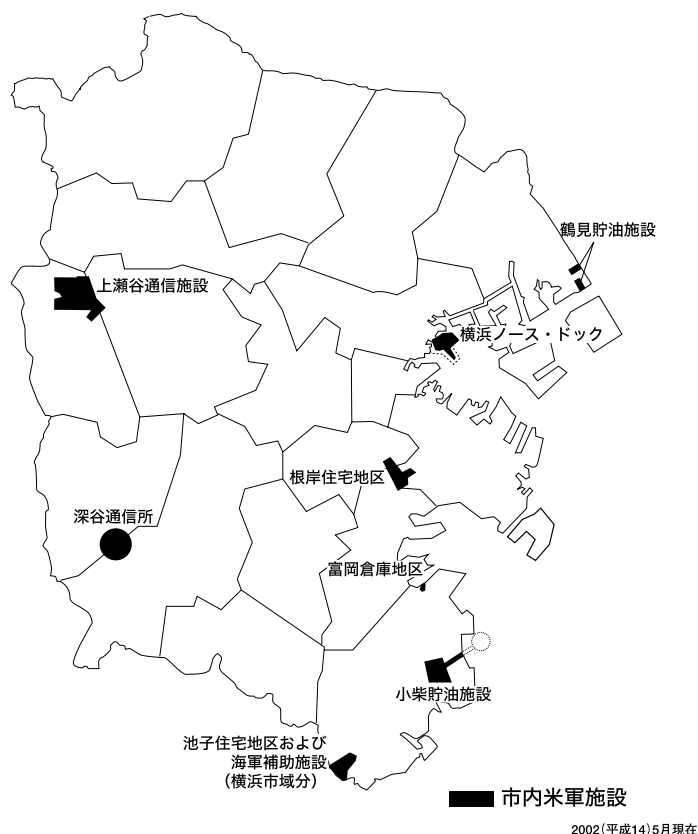 鶴見貯油施設
上瀬谷通信施設
横浜ノース・ドック
根岸住宅地区
深谷通信所
富岡倉庫地区
小柴貯油施設
池子住宅地区および
海軍補助施設
（横浜市域分）
市内米軍施設
2002(平成14)5月現在